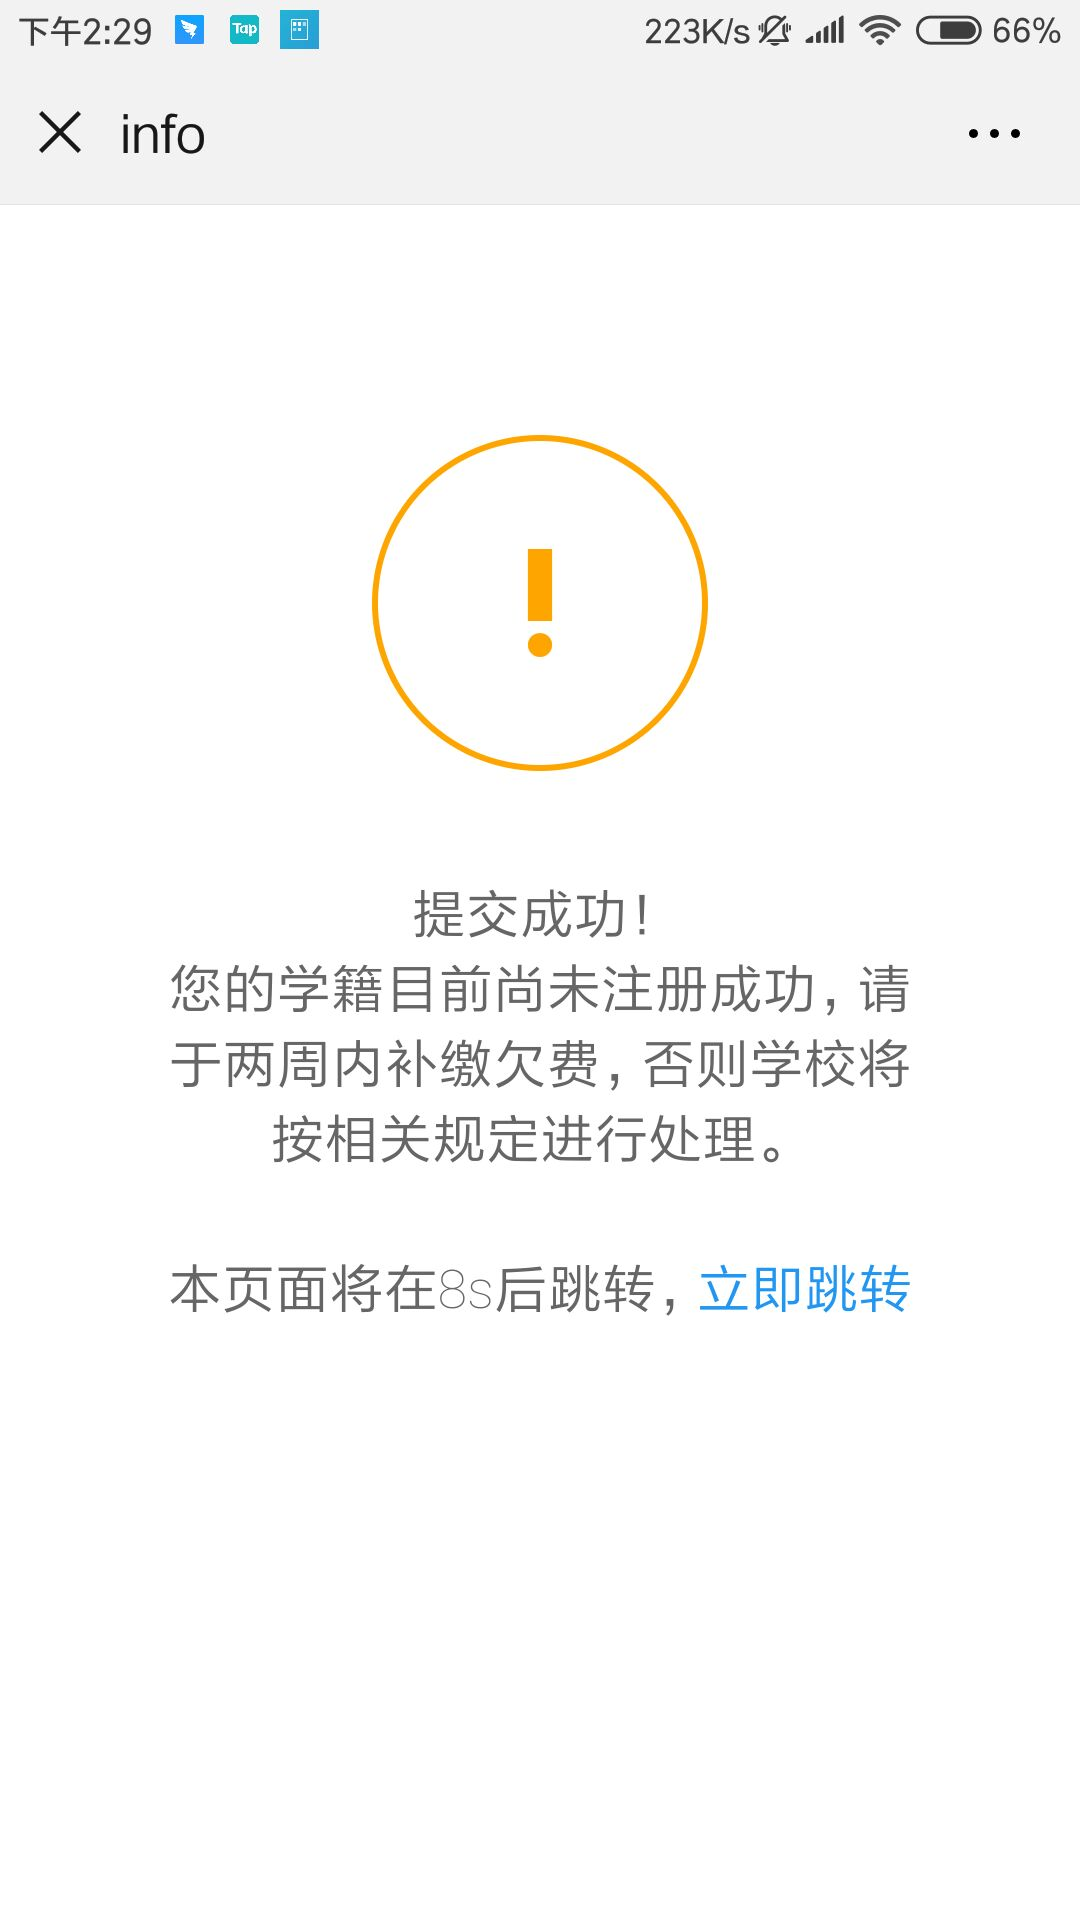 下午2:29 Tap 223K/s 66%
info
提交成功！
您的学籍目前尚未注册成功，请
于两周内补缴欠费，否则学校将
按相关规定进行处理。
本页面将在8s后跳转，立即跳转